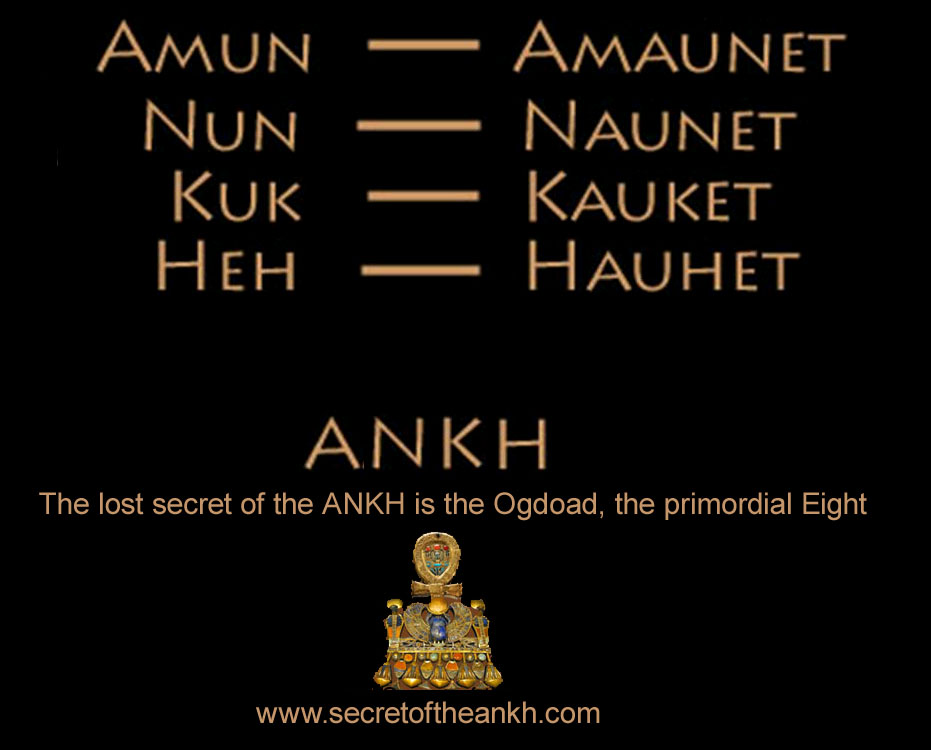 AMUN — AMAUNET
NUN — NAUNET
KUK — KAUKET
HEH — HAUHET
ANKH
The lost secret of the ANKH is the Ogdoad, the primordial Eight
www.secretoftheankh.com